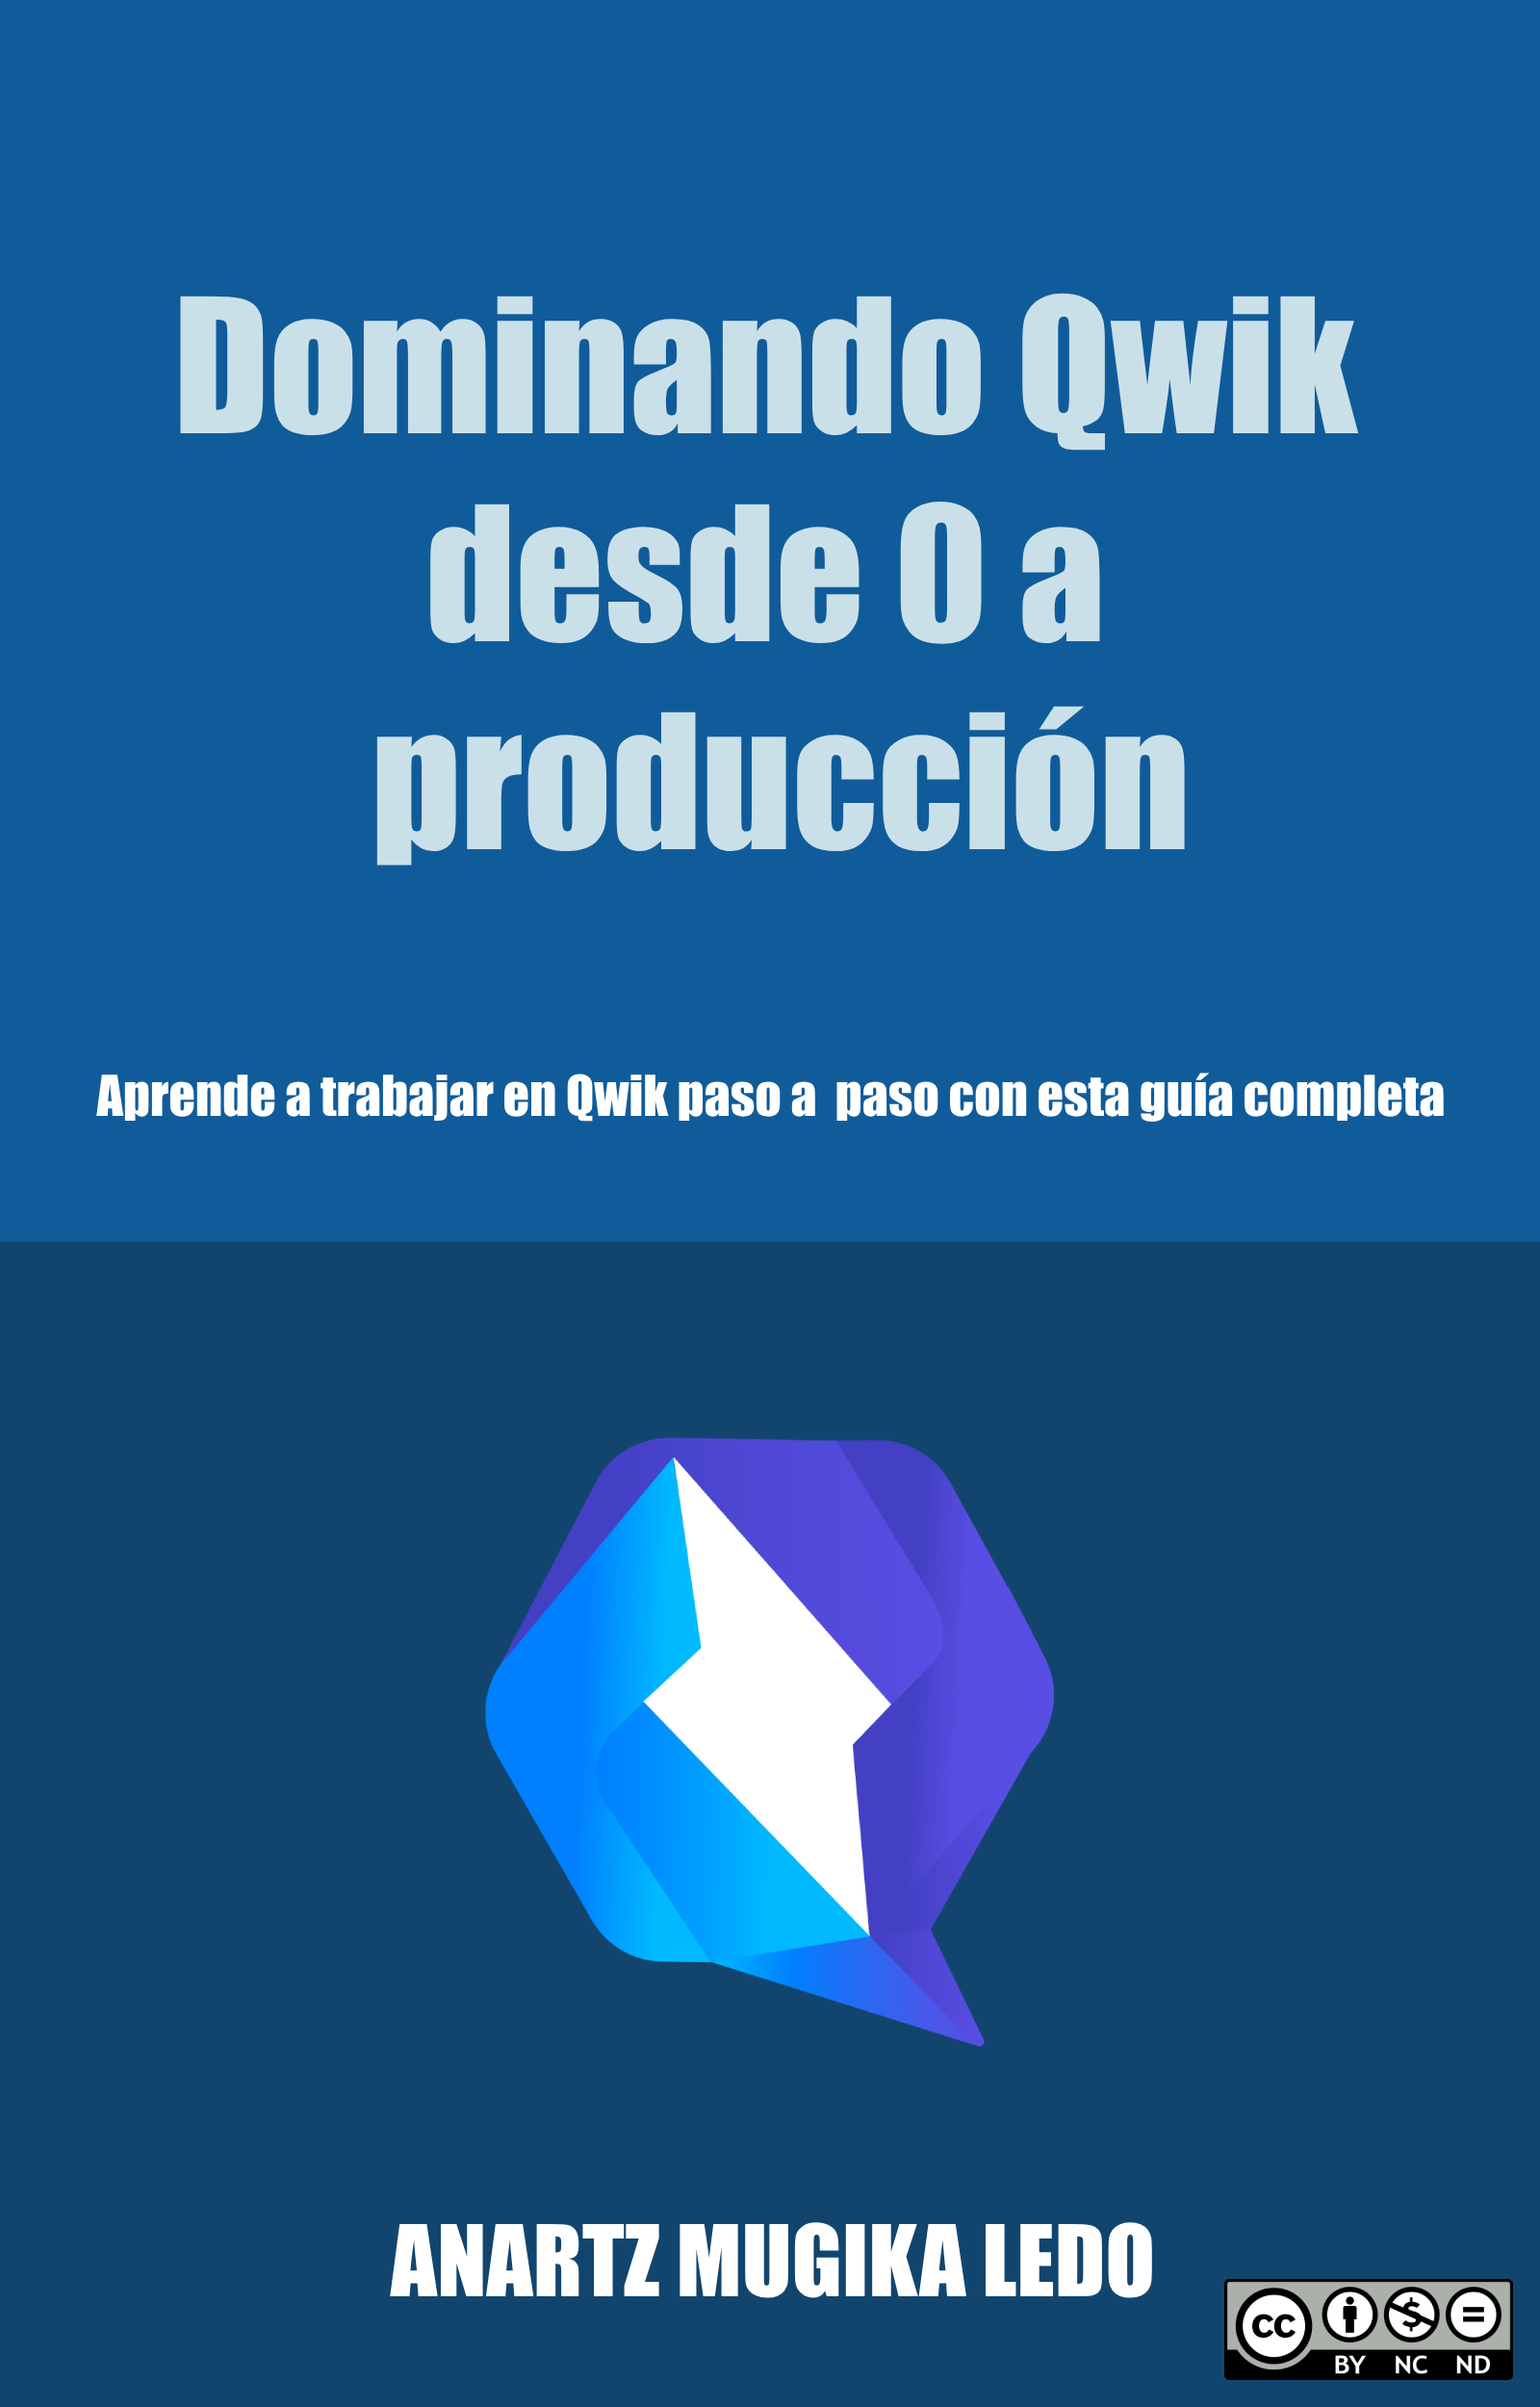 Dominando Qwik
desde 0 a
producción
Aprende a trabajar en Qwik paso a  paso con esta guía completa
ANARTZ MUGIKA LEDO
cc
BY NC ND